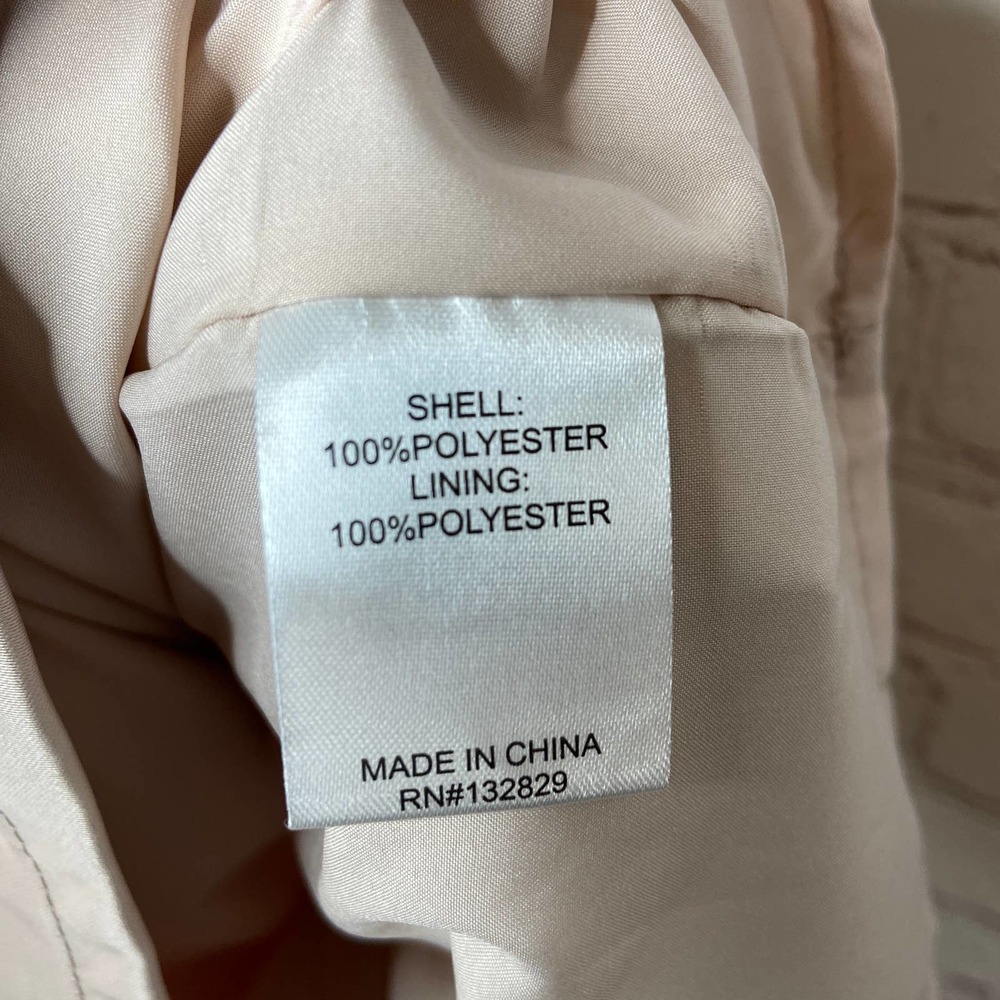 SHELL:
100%POLYESTER
LINING:
100%POLYESTER
MADE IN CHINA
RN#132829